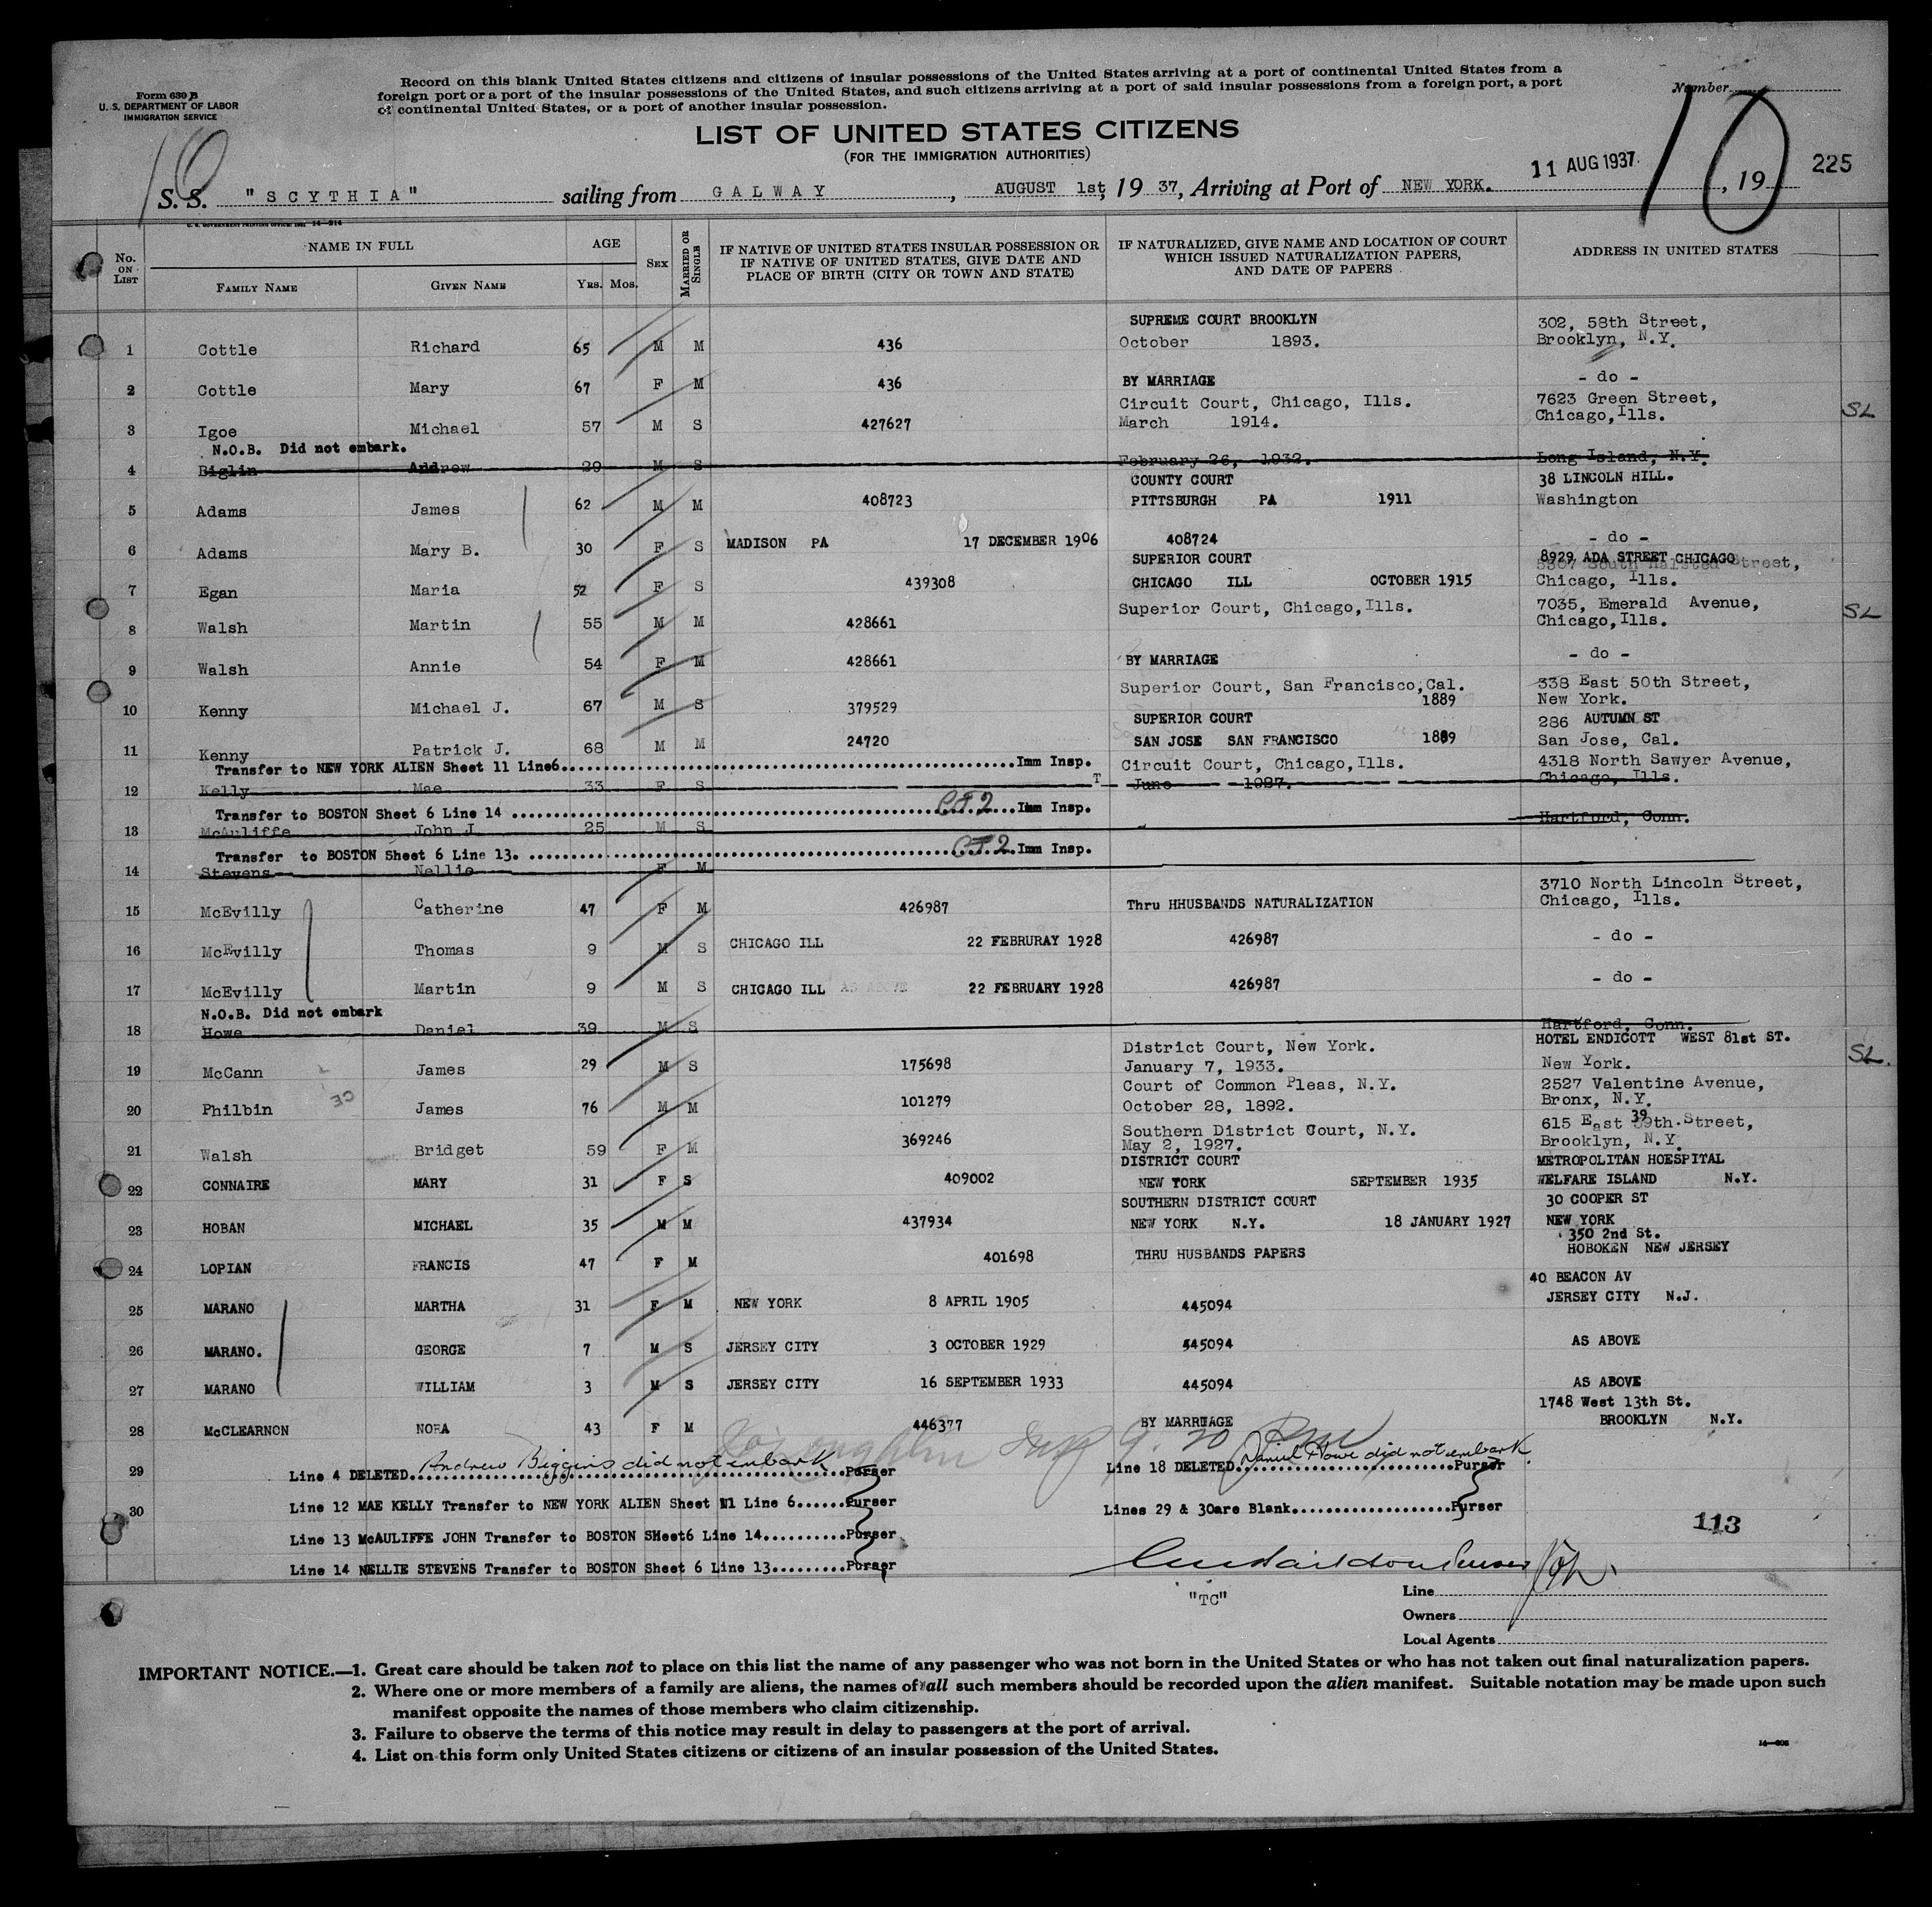 Form 630 B
U. S. DEPARTMENT OF LABOR
IMMIGRATION SERVICE
Record on this blank United States citizens and citizens of insular possessions of the United States arriving at a port of continental United States from a
foreign port or a port of the insular possessions of the United States, and such citizens arriving at a port of said insular possessions from a foreign port, a port
of continental United States, or a port of another insular possession.
Number
LIST OF UNITED STATES CITIZENS
(FOR THE IMMIGRATION AUTHORITIES)
10
10
11 AUG 1937
225
S. S. "SCYTHIA" sailing from GALWAY, AUGUST 1st, 19 37, Arriving at Port of NEW YORK. , 19
No. ON LIST
NAME IN FULL
FAMILY NAME GIVEN NAME
AGE
YRS. MOS.
SEX
MARRIED OR SINGLE
IF NATIVE OF UNITED STATES INSULAR POSSESSION OR
IF NATIVE OF UNITED STATES, GIVE DATE AND
PLACE OF BIRTH (CITY OR TOWN AND STATE)
IF NATURALIZED, GIVE NAME AND LOCATION OF COURT
WHICH ISSUED NATURALIZATION PAPERS,
AND DATE OF PAPERS
ADDRESS IN UNITED STATES
SUPREME COURT BROOKLYN 302, 58th Street,
1 Cottle Richard 65 M M 436 October 1893. Brooklyn, N.Y.
2 Cottle Mary 67 F M 436 BY MARRIAGE - do -
Circuit Court, Chicago, Ills. 7623 Green Street,
3 Igoe Michael 57 M S 427627 March 1914. Chicago, Ills. SL
N.O.B. Did not embark.
4 Biglin Andrew 29 M S February 26, 1932. Long Island, N.Y.
COUNTY COURT 38 LINCOLN HILL.
5 Adams James 62 M M 408723 PITTSBURGH PA 1911 Washington
6 Adams Mary B. 30 F S MADISON PA 17 DECEMBER 1906 408724 - do -
SUPERIOR COURT 8929 ADA STREET CHICAGO
7 Egan Maria 52 F S 439308 CHICAGO ILL OCTOBER 1915 Chicago, Ills.
Superior Court, Chicago, Ills. 7035, Emerald Avenue,
8 Walsh Martin 55 M M 428661 Chicago, Ills. SL
9 Walsh Annie 54 F M 428661 BY MARRIAGE - do -
Superior Court, San Francisco, Cal. 338 East 50th Street,
10 Kenny Michael J. 67 M S 379529 1889 New York.
SUPERIOR COURT 286 AUTUMN ST
11 Kenny Patrick J. 68 M M 24720 SAN JOSE SAN FRANCISCO 1889 San Jose, Cal.
Transfer to NEW YORK ALIEN Sheet 11 Line6. Imm Insp. Circuit Court, Chicago, Ills. 4318 North Sawyer Avenue,
12 Kelly Mae 33 F S T June Chicago, Ills.
Transfer to BOSTON Sheet 6 Line 14 Imm Insp.
13 McAuliffe John J 25 M S Hartford, Conn.
Transfer to BOSTON Sheet 6 Line 13. Imm Insp.
14 Stevens Nellie F M
3710 North Lincoln Street,
15 McEvilly Catherine 47 F M 426987 Thru HHUSBANDS NATURALIZATION Chicago, Ills.
16 McEvilly Thomas 9 M S CHICAGO ILL 22 FEBRURAY 1928 426987 - do -
17 McEvilly Martin 9 M S CHICAGO ILL AS ABOVE 22 FEBRUARY 1928 426987 - do -
N.O.B. Did not embark
18 Howe Daniel 39 M S Hartford, Conn.
District Court, New York. HOTEL ENDICOTT WEST 81st ST.
19 McCann James 29 M S 175698 January 7, 1933. New York. SL.
Court of Common Pleas, N.Y. 2527 Valentine Avenue,
20 Philbin James 76 M M 101279 October 28, 1892. Bronx, N.Y.
Southern District Court, N.Y. 615 East 39th Street,
21 Walsh Bridget 59 F M 369246 May 2, 1927. Brooklyn, N.Y.
DISTRICT COURT METROPOLITAN HOESPITAL
22 CONNAIRE MARY 31 F S 409002 NEW YORK SEPTEMBER 1935 WELFARE ISLAND N.Y.
SOUTHERN DISTRICT COURT 30 COOPER ST
23 HOBAN MICHAEL 35 M M 437934 NEW YORK N.Y. 18 JANUARY 1927 NEW YORK
350 2nd St.
24 LOPIAN FRANCIS 47 F M 401698 THRU HUSBANDS PAPERS HOBOKEN NEW JERSEY
40 BEACON AV
25 MARANO MARTHA 31 F M NEW YORK 8 APRIL 1905 445094 JERSEY CITY N.J.
26 MARANO. GEORGE 7 M S JERSEY CITY 3 OCTOBER 1929 445094 AS ABOVE
27 MARANO WILLIAM 3 M S JERSEY CITY 16 SEPTEMBER 1933 445094 AS ABOVE
1748 West 13th St.
28 McCLEARNON NORA 43 F M 446377 BY MARRIAGE BROOKLYN N.Y.
29 Line 4 DELETED. Andrew Biggins did not embark Purser Line 18 DELETED. Daniel Howe did not embark. Purser
30 Line 12 MAE KELLY Transfer to NEW YORK ALIEN Sheet 11 Line 6. Purser Lines 29 & 30are Blank. Purser
Line 13 McAULIFFE JOHN Transfer to BOSTON SHeet6 Line 14. Purser 113
Line 14 NELLIE STEVENS Transfer to BOSTON Sheet 6 Line 13. Purser
"TC"
Line
Owners
Local Agents
IMPORTANT NOTICE.—1. Great care should be taken not to place on this list the name of any passenger who was not born in the United States or who has not taken out final naturalization papers.
2. Where one or more members of a family are aliens, the names of all such members should be recorded upon the alien manifest. Suitable notation may be made upon such
manifest opposite the names of those members who claim citizenship.
3. Failure to observe the terms of this notice may result in delay to passengers at the port of arrival.
4. List on this form only United States citizens or citizens of an insular possession of the United States.